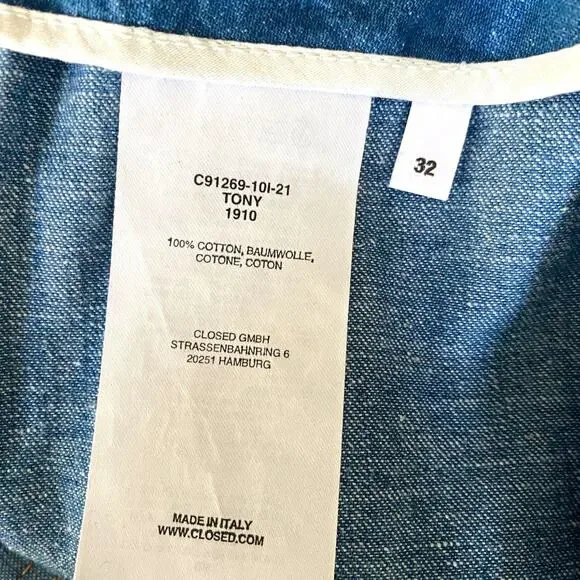 C91269-10I-21
TONY
1910
100% COTTON, BAUMWOLLE,
COTONE, COTON
CLOSED GMBH
STRASSENBAHNRING 6
20251 HAMBURG
MADE IN ITALY
WWW.CLOSED.COM
32